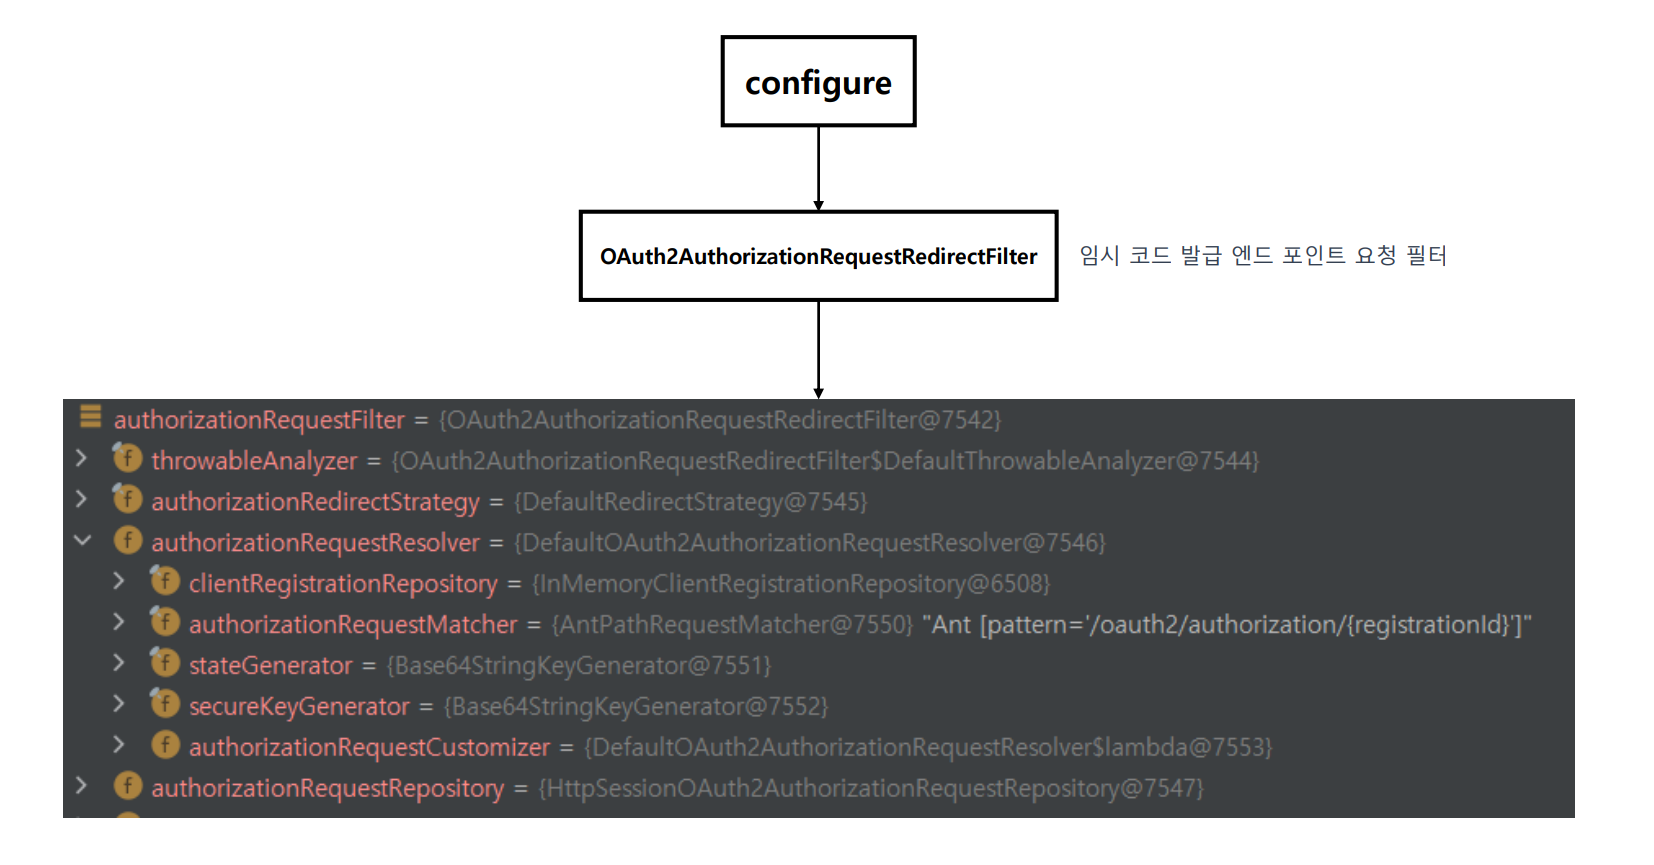 configure
OAuth2AuthorizationRequestRedirectFilter
임시 코드 발급 엔드 포인트 요청 필터
authorizationRequestFilter = {OAuth2AuthorizationRequestRedirectFilter@7542}
throwableAnalyzer = {OAuth2AuthorizationRequestRedirectFilter$DefaultThrowableAnalyzer@7544}
authorizationRedirectStrategy = {DefaultRedirectStrategy@7545}
authorizationRequestResolver = {DefaultOAuth2AuthorizationRequestResolver@7546}
clientRegistrationRepository = {InMemoryClientRegistrationRepository@6508}
authorizationRequestMatcher = {AntPathRequestMatcher@7550} "Ant [pattern='/oauth2/authorization/{registrationId}']"
stateGenerator = {Base64StringKeyGenerator@7551}
secureKeyGenerator = {Base64StringKeyGenerator@7552}
authorizationRequestCustomizer = {DefaultOAuth2AuthorizationRequestResolver$lambda@7553}
authorizationRequestRepository = {HttpSessionOAuth2AuthorizationRequestRepository@7547}